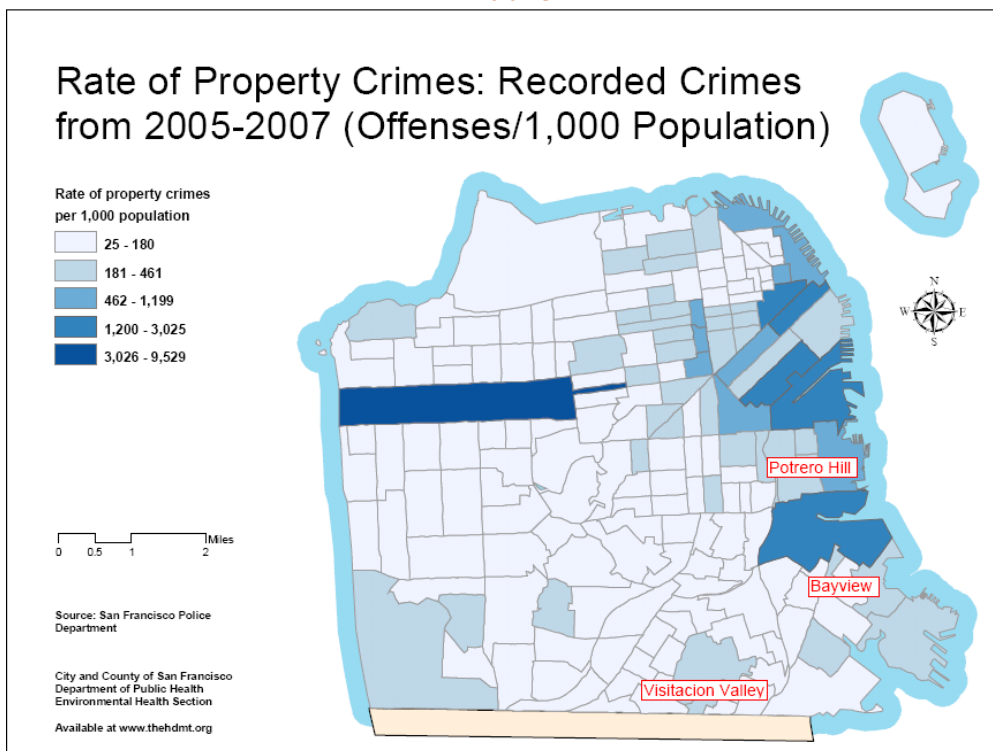 Rate of Property Crimes: Recorded Crimes
from 2005-2007 (Offenses/1,000 Population)
Rate of property crimes
per 1,000 population
25 - 180
181 - 461
462 - 1,199
1,200 - 3,025
3,026 - 9,529
N
W
E
S
Potrero Hill
Bayview
Visitacion Valley
Miles
0 0.5 1 2
Source: San Francisco Police
Department
City and County of San Francisco
Department of Public Health
Environmental Health Section
Available at www.thehdmt.org